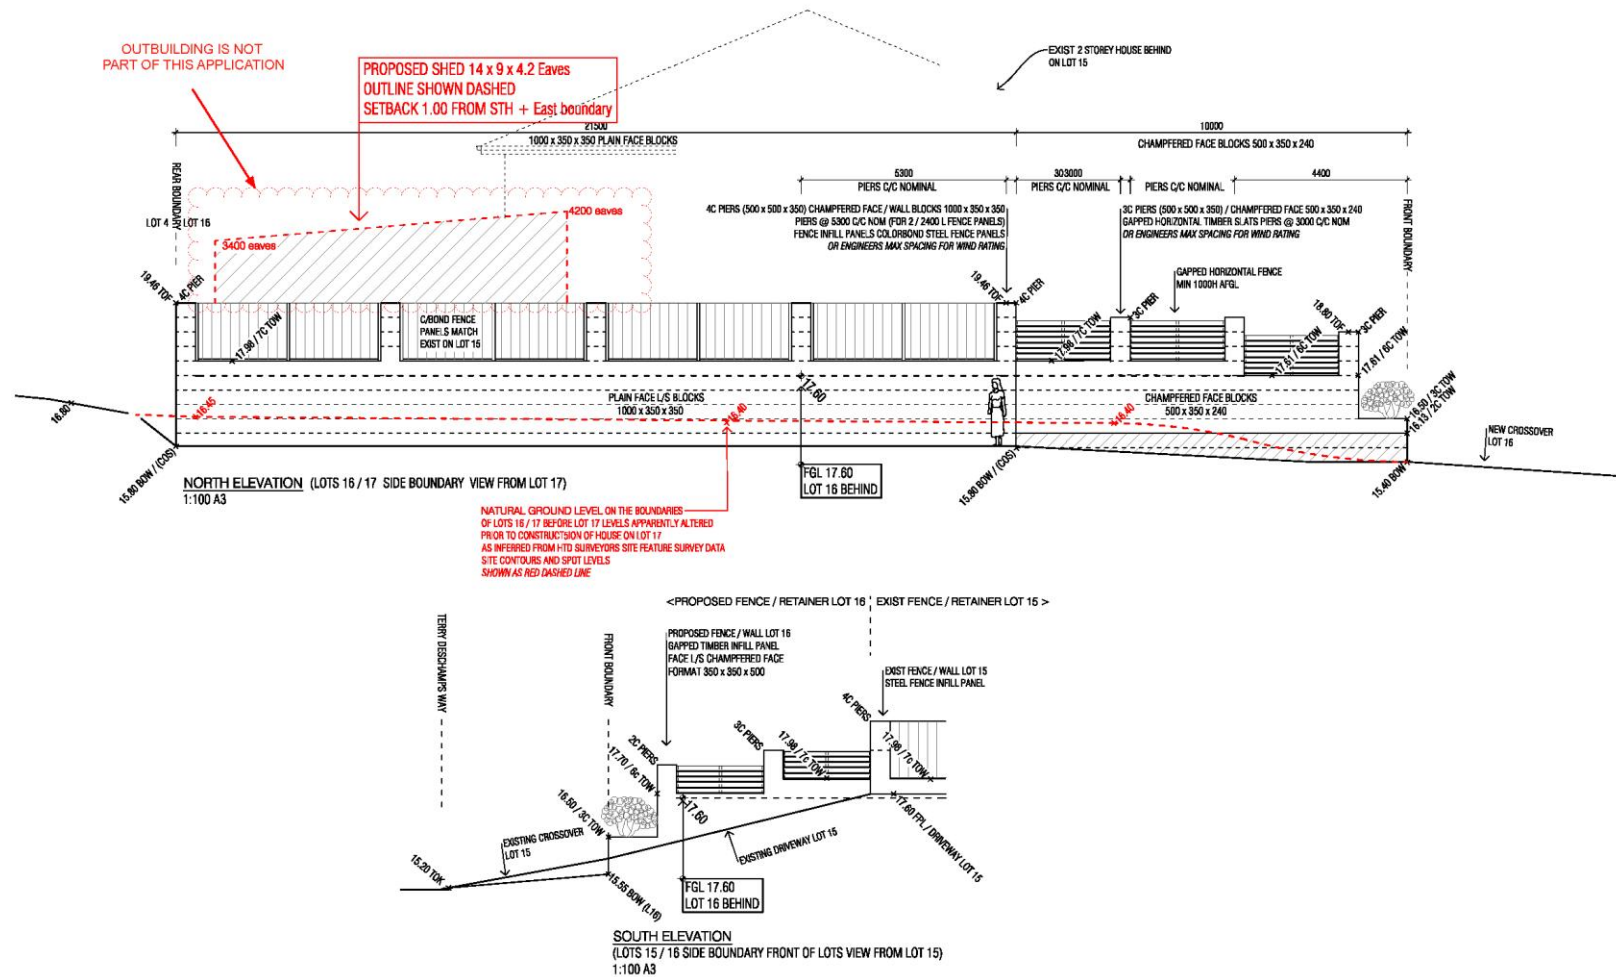 OUTBUILDING IS NOT
PART OF THIS APPLICATION
PROPOSED SHED 14 x 9 x 4.2 Eaves
OUTLINE SHOWN DASHED
SETBACK 1.00 FROM STH + East boundary
EXIST 2 STOREY HOUSE BEHIND
ON LOT 15
21500
1000 x 350 x 350 PLAIN FACE BLOCKS
10000
CHAMPFERED FACE BLOCKS 500 x 350 x 240
5300
PIERS C/C NOMINAL
303000
PIERS C/C NOMINAL
PIERS C/C NOMINAL
4400
REAR BOUNDARY
LOT 4
LOT 16
FRONT BOUNDARY
4C PIERS (500 x 500 x 350) CHAMPFERED FACE / WALL BLOCKS 1000 x 350 x 350
PIERS @ 5300 C/C NOM (FOR 2 / 2400 L FENCE PANELS)
FENCE INFILL PANELS COLORBOND STEEL FENCE PANELS
OR ENGINEERS MAX SPACING FOR WIND RATING
3C PIERS (500 x 500 x 350) / CHAMPFERED FACE 500 x 350 x 240
GAPPED HORIZONTAL TIMBER SLATS PIERS @ 3000 C/C NOM
OR ENGINEERS MAX SPACING FOR WIND RATING
3400 eaves
4200 eaves
GAPPED HORIZONTAL FENCE
MIN 1000H AFGL
19.46 TOF
4C PIER
19.46 TOF
4C PIER
3C PIER
18.80 TOF
3C PIER
C/BOND FENCE
PANELS MATCH
EXIST ON LOT 15
17.98 / 7C TOW
17.98 / 7C TOW
17.61 / 6C TOW
17.61 / 6C TOW
17.60
PLAIN FACE L/S BLOCKS
1000 x 350 x 350
CHAMPFERED FACE BLOCKS
500 x 350 x 240
16.80
16.45
16.40
16.40
16.50 / 3C TOW
16.13 / 2C TOW
NEW CROSSOVER
LOT 16
15.80 BOW / (COS)
15.80 BOW / (COS)
15.40 BOW
FGL 17.60
LOT 16 BEHIND
NORTH ELEVATION (LOTS 16 / 17 SIDE BOUNDARY VIEW FROM LOT 17)
1:100 A3
NATURAL GROUND LEVEL ON THE BOUNDARIES
OF LOTS 16 / 17 BEFORE LOT 17 LEVELS APPARENTLY ALTERED
PRIOR TO CONSTRUCTSION OF HOUSE ON LOT 17
AS INFERRED FROM HTD SURVEYORS SITE FEATURE SURVEY DATA
SITE CONTOURS AND SPOT LEVELS
SHOWN AS RED DASHED LINE
<PROPOSED FENCE / RETAINER LOT 16
EXIST FENCE / RETAINER LOT 15 >
TERRY DESCHAMPS WAY
FRONT BOUNDARY
PROPOSED FENCE / WALL LOT 16
GAPPED TIMBER INFILL PANEL
FACE L/S CHAMPFERED FACE
FORMAT 350 x 350 x 500
EXIST FENCE / WALL LOT 15
STEEL FENCE INFILL PANEL
2C PIERS
3C PIERS
4C PIERS
17.70 / 6c TOW
17.98 / 7c TOW
17.98 / 7c TOW
16.50 / 3C TOW
17.60
17.60 FPL / DRIVEWAY LOT 15
EXISTING CROSSOVER
LOT 15
EXISTING DRIVEWAY LOT 15
15.20 TOK
15.55 BOW (L16)
FGL 17.60
LOT 16 BEHIND
SOUTH ELEVATION
(LOTS 15 / 16 SIDE BOUNDARY FRONT OF LOTS VIEW FROM LOT 15)
1:100 A3